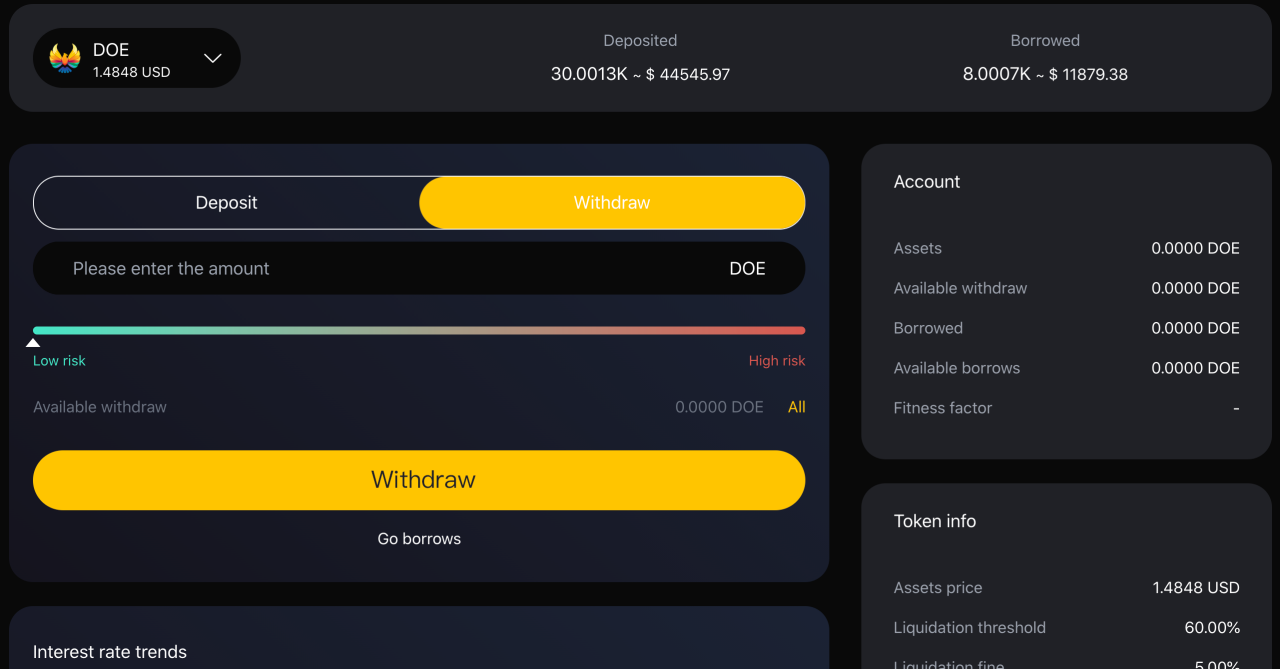 DOE
1.4848 USD
Deposited
30.0013K ~ $ 44545.97
Borrowed
8.0007K ~ $ 11879.38
Deposit
Withdraw
Please enter the amount
DOE
Low risk
High risk
Available withdraw
0.0000 DOE
All
Withdraw
Go borrows
Interest rate trends
Account
Assets
0.0000 DOE
Available withdraw
0.0000 DOE
Borrowed
0.0000 DOE
Available borrows
0.0000 DOE
Fitness factor
-
Token info
Assets price
1.4848 USD
Liquidation threshold
60.00%
Liquidation fine
5.00%